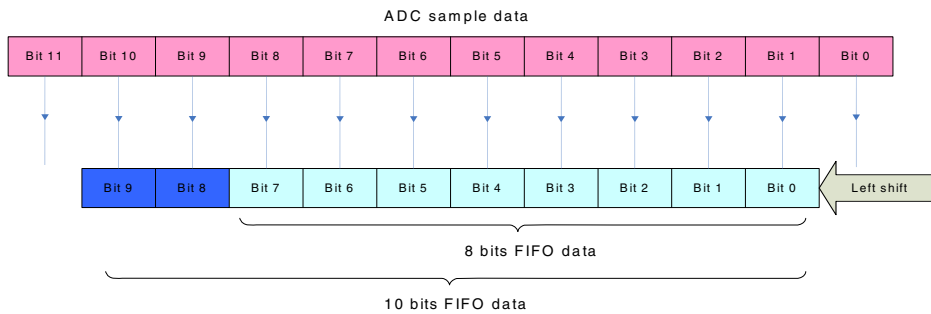 ADC sample data
Bit 11 Bit 10 Bit 9 Bit 8 Bit 7 Bit 6 Bit 5 Bit 4 Bit 3 Bit 2 Bit 1 Bit 0
Bit 9 Bit 8 Bit 7 Bit 6 Bit 5 Bit 4 Bit 3 Bit 2 Bit 1 Bit 0 Left shift
8 bits FIFO data
10 bits FIFO data